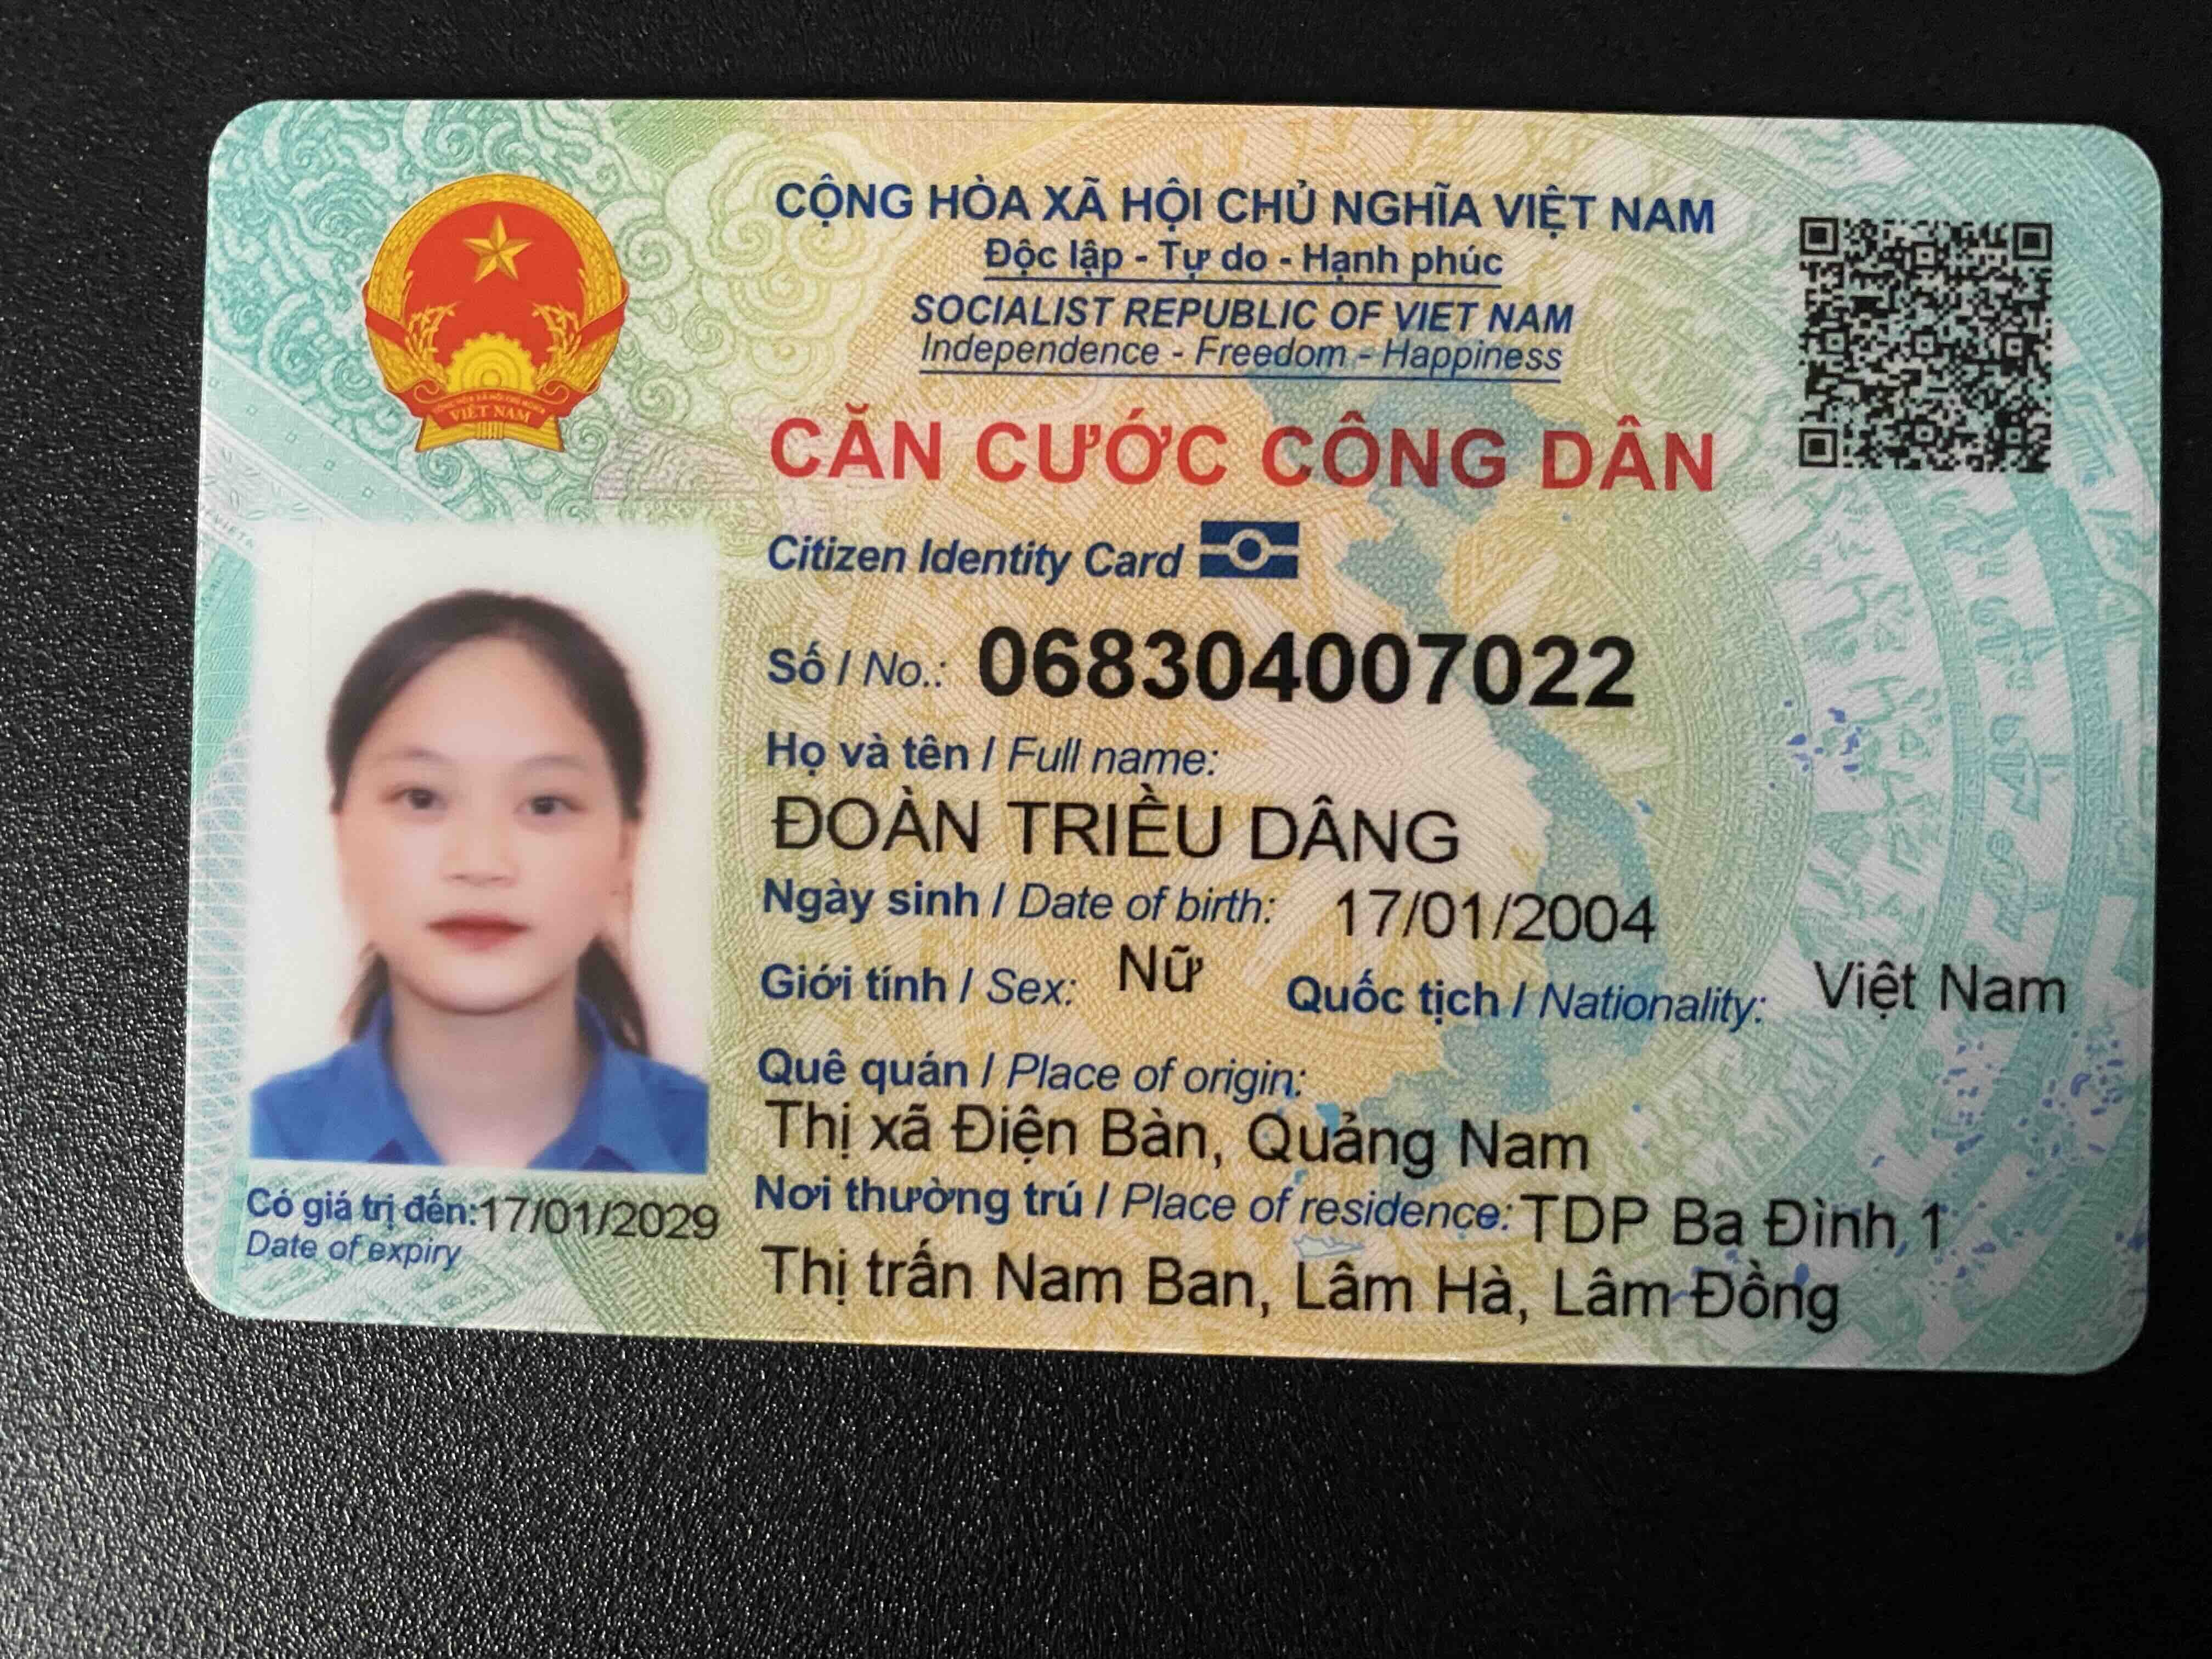 CỘNG HÒA XÃ HỘI CHỦ NGHĨA VIỆT NAM
Độc lập - Tự do - Hạnh phúc
SOCIALIST REPUBLIC OF VIET NAM
Independence - Freedom - Happiness
CĂN CƯỚC CÔNG DÂN
Citizen Identity Card
Số / No.: 068304007022
Họ và tên / Full name:
ĐOÀN TRIỀU DÂNG
Ngày sinh / Date of birth: 17/01/2004
Giới tính / Sex: Nữ Quốc tịch / Nationality: Việt Nam
Quê quán / Place of origin:
Thị xã Điện Bàn, Quảng Nam
Nơi thường trú / Place of residence: TDP Ba Đình 1
Thị trấn Nam Ban, Lâm Hà, Lâm Đồng
Có giá trị đến: 17/01/2029
Date of expiry
VIỆT NAM